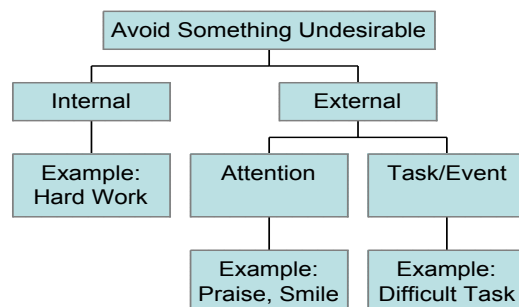 Avoid Something Undesirable
Internal
External
Example:
Hard Work
Attention
Task/Event
Example:
Praise, Smile
Example:
Difficult Task